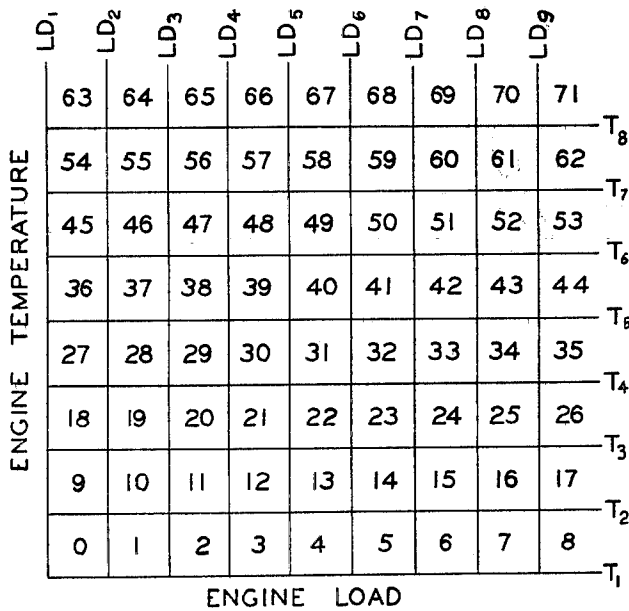 LD₁ LD₂ LD₃ LD₄ LD₅ LD₆ LD₇ LD₈ LD₉
63 64 65 66 67 68 69 70 71
T₈
54 55 56 57 58 59 60 61 62
T₇
45 46 47 48 49 50 51 52 53
T₆
36 37 38 39 40 41 42 43 44
T₅
27 28 29 30 31 32 33 34 35
T₄
18 19 20 21 22 23 24 25 26
T₃
9 10 11 12 13 14 15 16 17
T₂
0 1 2 3 4 5 6 7 8
T₁
ENGINE TEMPERATURE
ENGINE LOAD